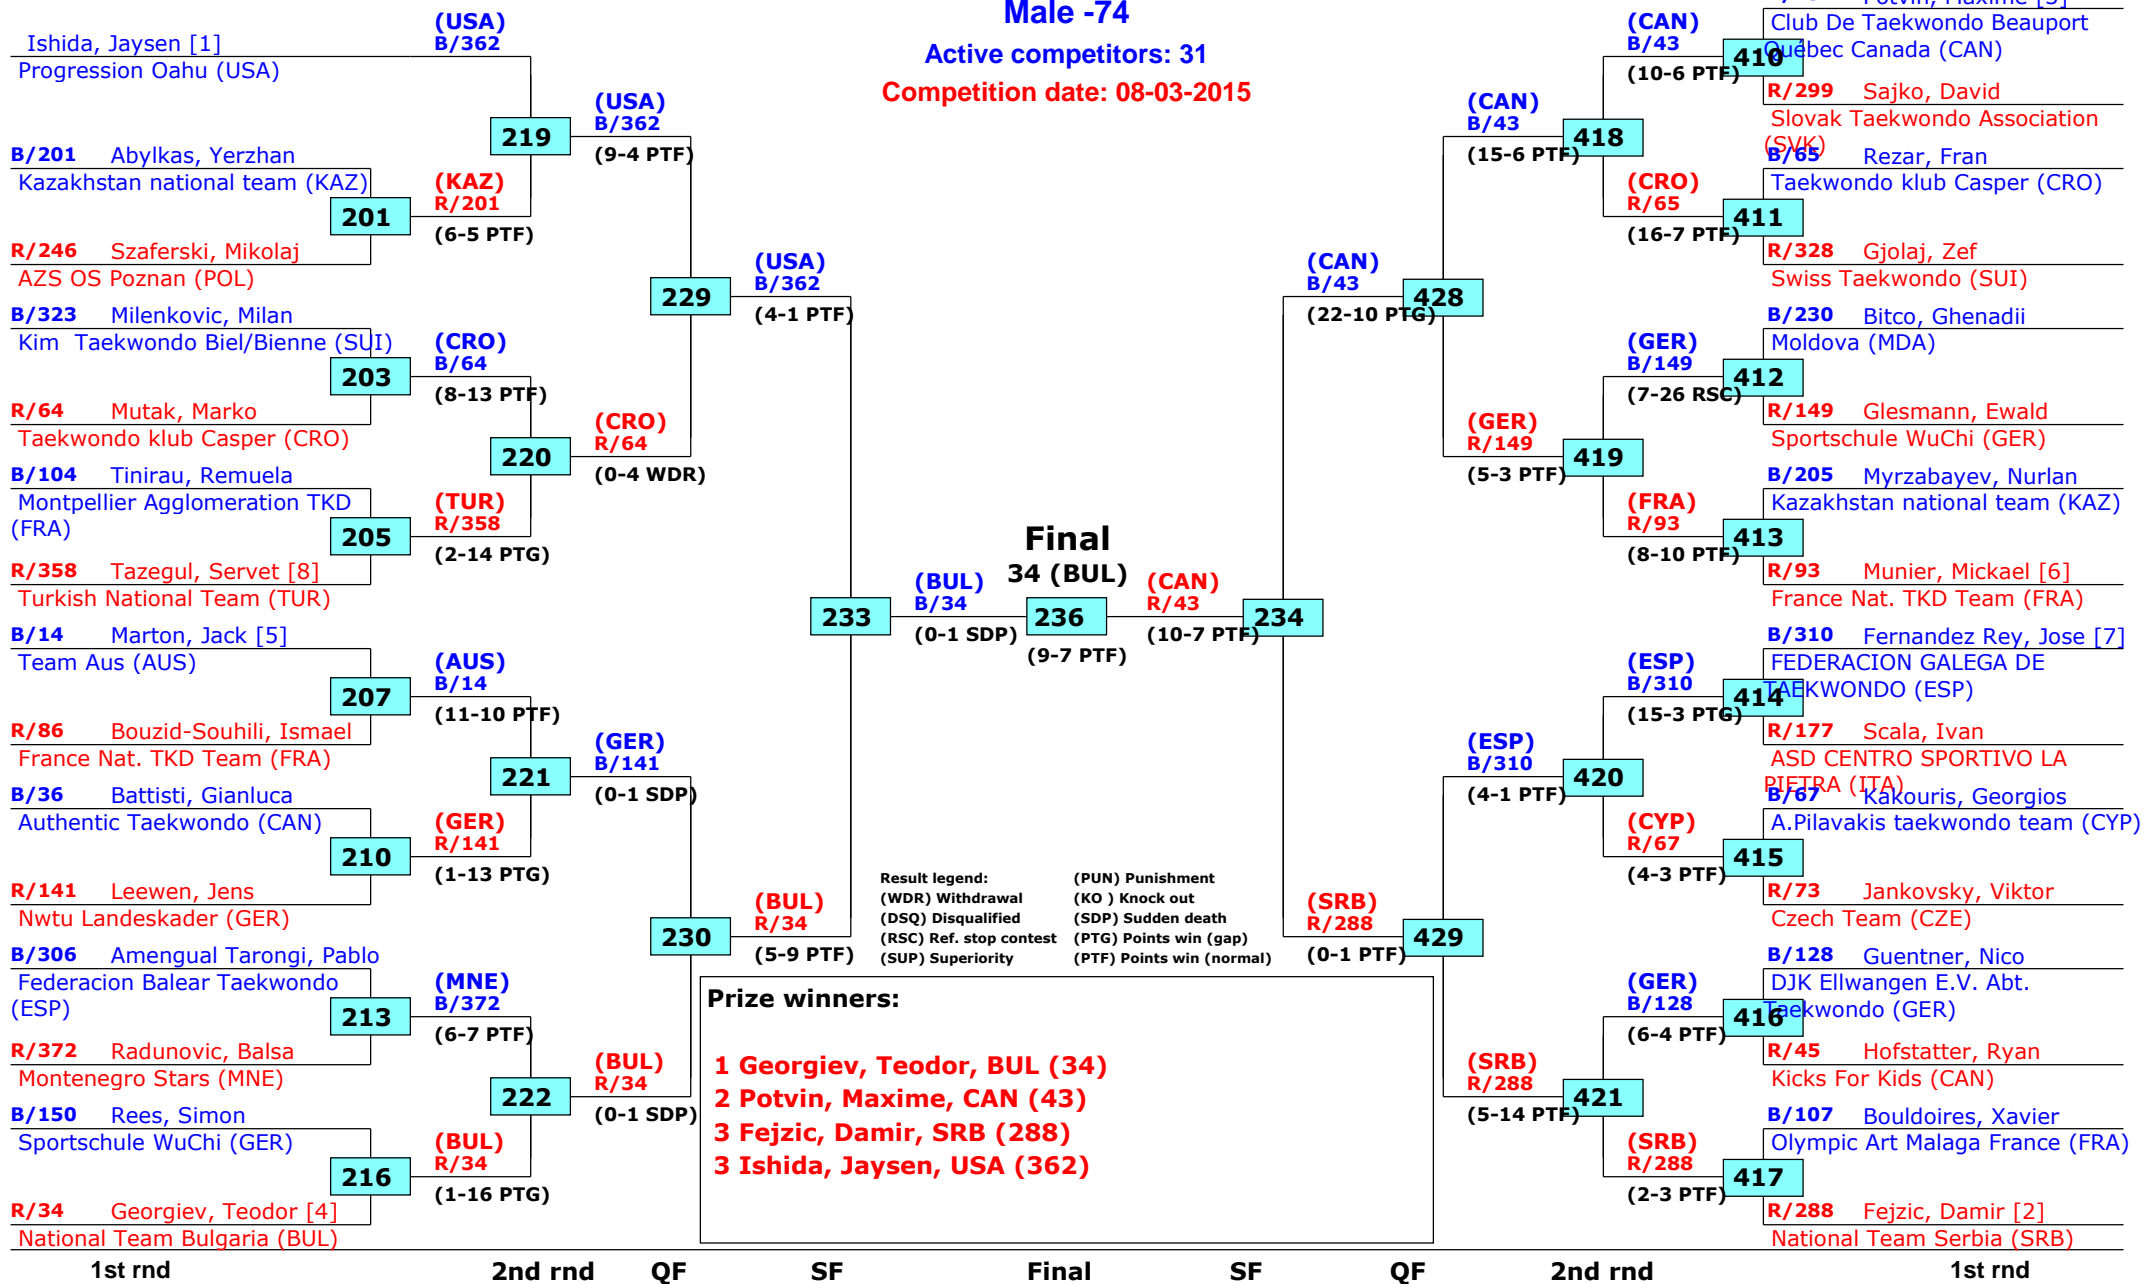 Male -74
Active competitors: 31
Competition date: 08-03-2015
Ishida, Jaysen [1]
Progression Oahu (USA)
B/201 Abylkas, Yerzhan
Kazakhstan national team (KAZ)
201
R/246 Szaferski, Mikolaj
AZS OS Poznan (POL)
B/323 Milenkovic, Milan
Kim Taekwondo Biel/Bienne (SUI)
203
R/64 Mutak, Marko
Taekwondo klub Casper (CRO)
B/104 Tinirau, Remuela
Montpellier Agglomeration TKD
(FRA)
205
R/358 Tazegul, Servet [8]
Turkish National Team (TUR)
B/14 Marton, Jack [5]
Team Aus (AUS)
207
R/86 Bouzid-Souhili, Ismael
France Nat. TKD Team (FRA)
B/36 Battisti, Gianluca
Authentic Taekwondo (CAN)
210
R/141 Leewen, Jens
Nwtu Landeskader (GER)
B/306 Amengual Tarongi, Pablo
Federacion Balear Taekwondo
(ESP)
213
R/372 Radunovic, Balsa
Montenegro Stars (MNE)
B/150 Rees, Simon
Sportschule WuChi (GER)
216
R/34 Georgiev, Teodor [4]
National Team Bulgaria (BUL)
(USA)
B/362
219
(KAZ)
R/201
(6-5 PTF)
(CRO)
B/64
(8-13 PTF)
220
(TUR)
R/358
(2-14 PTG)
(AUS)
B/14
(11-10 PTF)
221
(GER)
R/141
(1-13 PTG)
(MNE)
B/372
(6-7 PTF)
222
(BUL)
R/34
(1-16 PTG)
(USA)
B/362
(9-4 PTF)
229
(CRO)
R/64
(0-4 WDR)
(GER)
B/141
(0-1 SDP)
230
(BUL)
R/34
(0-1 SDP)
(USA)
B/362
(4-1 PTF)
233
(BUL)
R/34
(5-9 PTF)
(BUL)
B/34
(0-1 SDP)
Final
34 (BUL)
236
(9-7 PTF)
(CAN)
R/43
(10-7 PTF)
234
(CAN)
B/43
(22-10 PTG)
428
(SRB)
R/288
(0-1 PTF)
429
(CAN)
B/43
(15-6 PTF)
418
(GER)
R/149
(5-3 PTF)
419
(ESP)
B/310
(4-1 PTF)
420
(SRB)
R/288
(5-14 PTF)
421
(CAN)
B/43
(10-6 PTF)
(CRO)
R/65
(16-7 PTF)
(GER)
B/149
(7-26 RSC)
(FRA)
R/93
(8-10 PTF)
(ESP)
B/310
(15-3 PTG)
(CYP)
R/67
(4-3 PTF)
(GER)
B/128
(6-4 PTF)
(SRB)
R/288
(2-3 PTF)
Club De Taekwondo Beauport
Québec Canada (CAN)
410
R/299 Sajko, David
Slovak Taekwondo Association
(SVK)
B/65 Rezar, Fran
Taekwondo klub Casper (CRO)
411
R/328 Gjolaj, Zef
Swiss Taekwondo (SUI)
B/230 Bitco, Ghenadii
Moldova (MDA)
412
R/149 Glesmann, Ewald
Sportschule WuChi (GER)
B/205 Myrzabayev, Nurlan
Kazakhstan national team (KAZ)
413
R/93 Munier, Mickael [6]
France Nat. TKD Team (FRA)
B/310 Fernandez Rey, Jose [7]
FEDERACION GALEGA DE
TAEKWONDO (ESP)
414
R/177 Scala, Ivan
ASD CENTRO SPORTIVO LA
PIETRA (ITA)
B/67 Kakouris, Georgios
A.Pilavakis taekwondo team (CYP)
415
R/73 Jankovsky, Viktor
Czech Team (CZE)
B/128 Guentner, Nico
DJK Ellwangen E.V. Abt.
Taekwondo (GER)
416
R/45 Hofstatter, Ryan
Kicks For Kids (CAN)
B/107 Bouldoires, Xavier
Olympic Art Malaga France (FRA)
417
R/288 Fejzic, Damir [2]
National Team Serbia (SRB)
Result legend:
(WDR) Withdrawal
(DSQ) Disqualified
(RSC) Ref. stop contest
(SUP) Superiority
(PUN) Punishment
(KO ) Knock out
(SDP) Sudden death
(PTG) Points win (gap)
(PTF) Points win (normal)
Prize winners:
1 Georgiev, Teodor, BUL (34)
2 Potvin, Maxime, CAN (43)
3 Fejzic, Damir, SRB (288)
3 Ishida, Jaysen, USA (362)
1st rnd 2nd rnd QF SF Final SF QF 2nd rnd 1st rnd